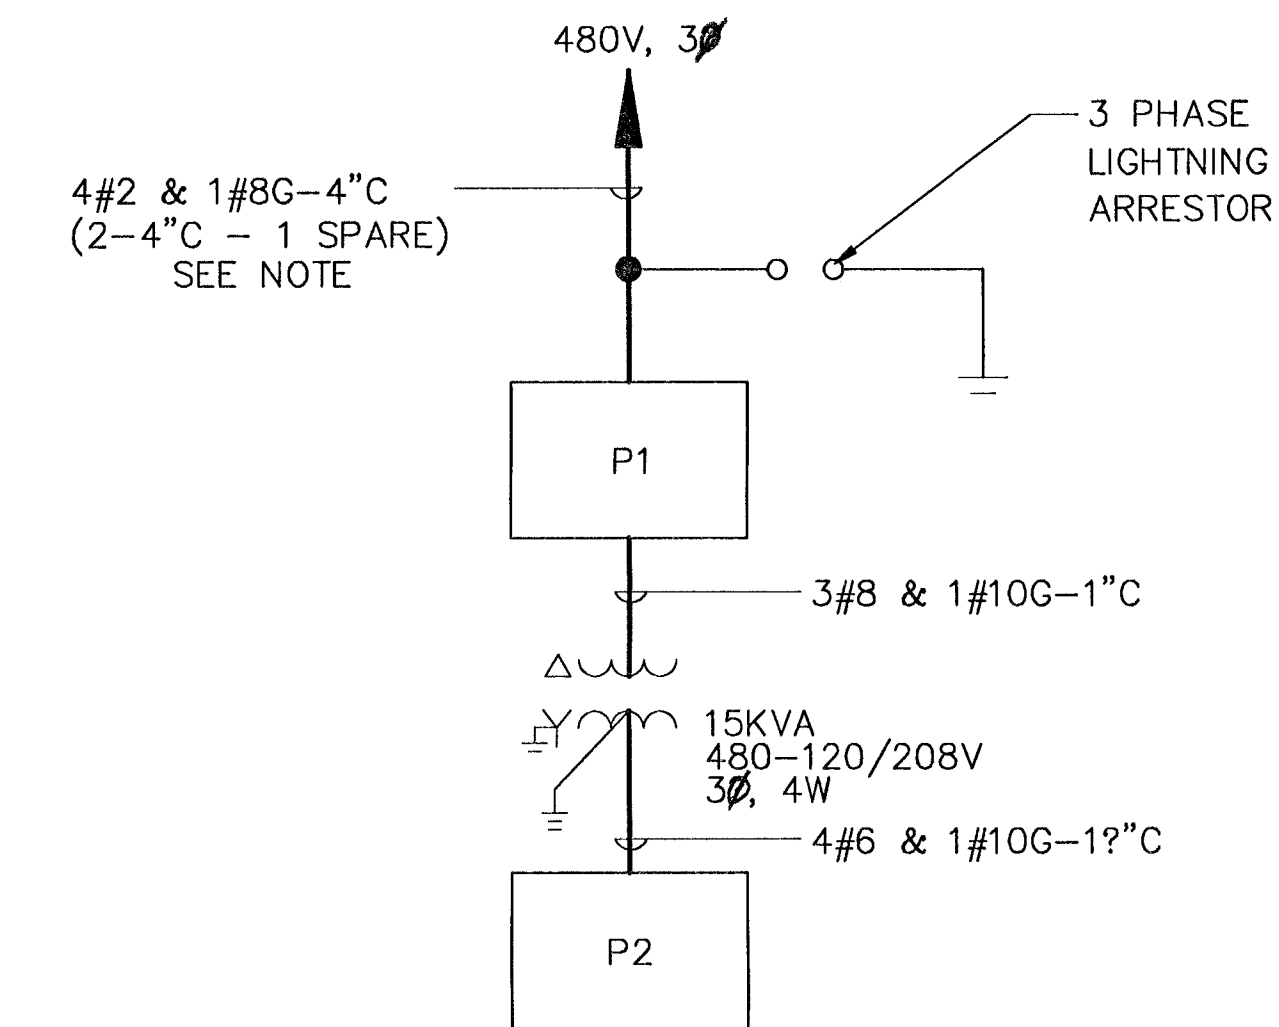 480V, 3Ø
3 PHASE
LIGHTNING
ARRESTOR
4#2 & 1#8G-4"C
(2-4"C - 1 SPARE)
SEE NOTE
P1
3#8 & 1#10G-1"C
15KVA
480-120/208V
3Ø, 4W
4#6 & 1#10G-1?"C
P2